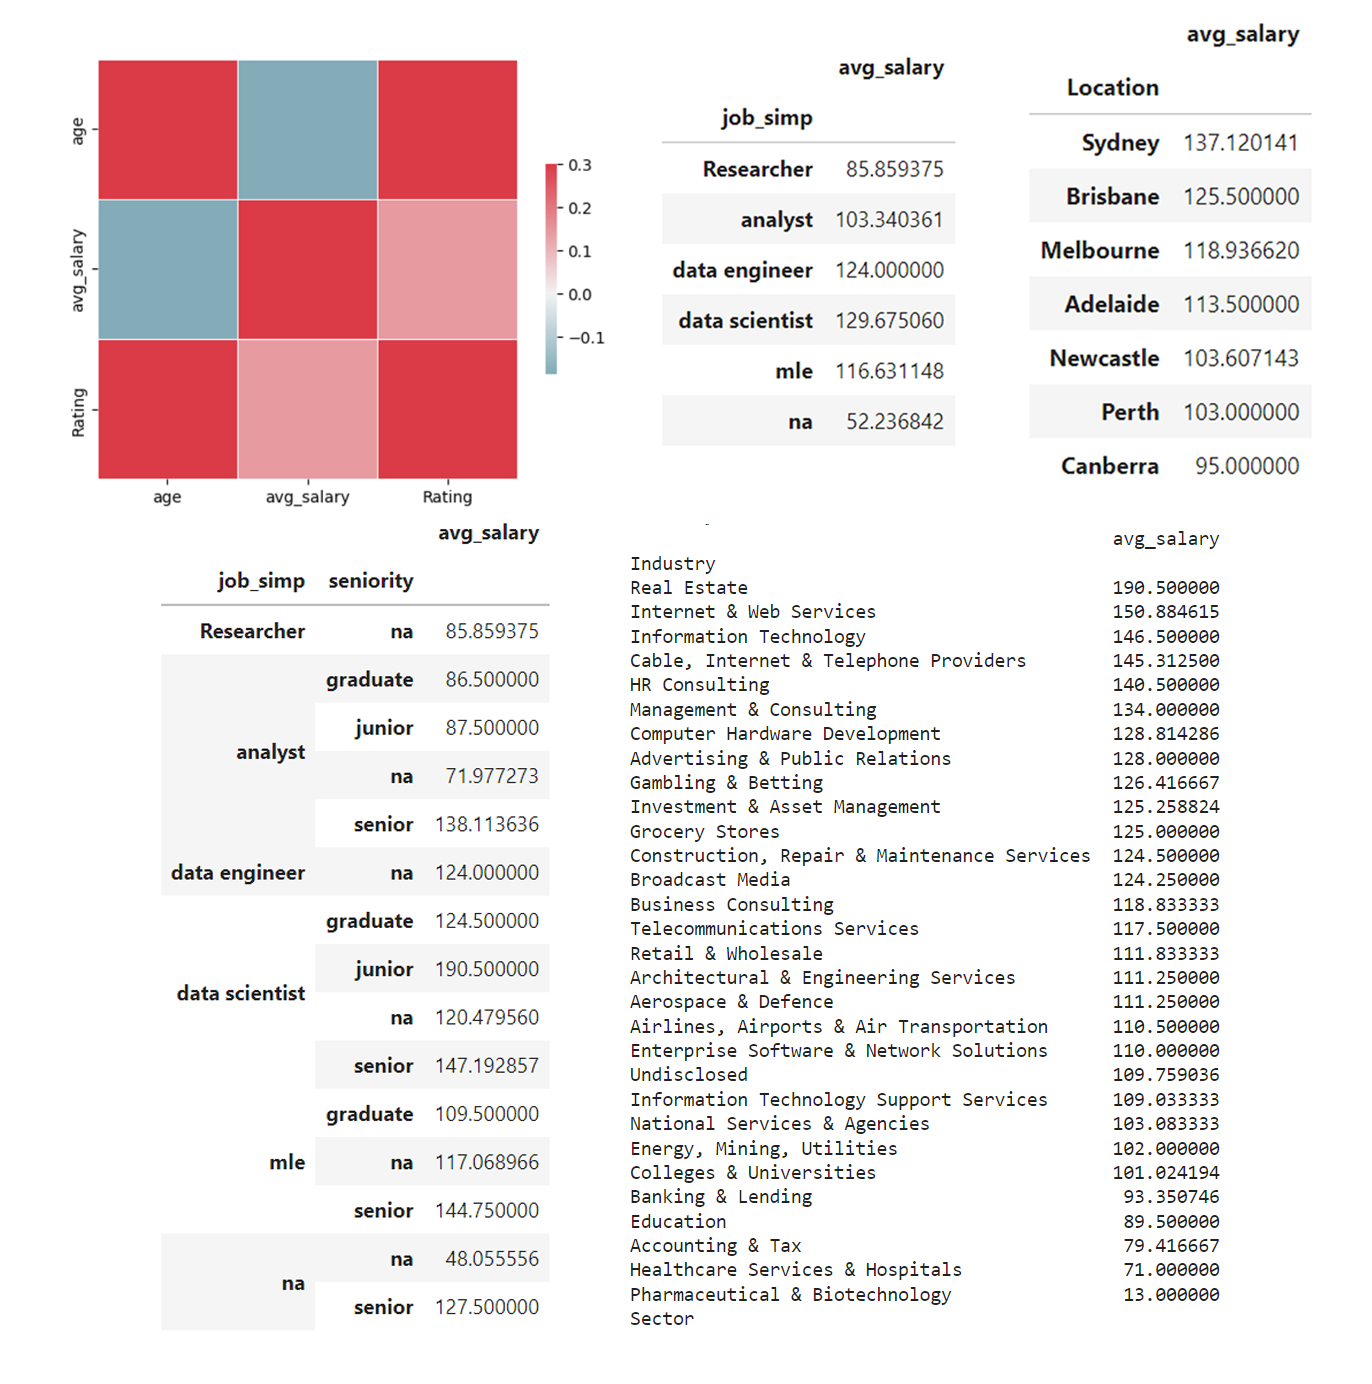 age
avg_salary
Rating
age
avg_salary
Rating
0.3
0.2
0.1
0.0
−0.1
avg_salary
job_simp
Researcher 85.859375
analyst 103.340361
data engineer 124.000000
data scientist 129.675060
mle 116.631148
na 52.236842
avg_salary
Location
Sydney 137.120141
Brisbane 125.500000
Melbourne 118.936620
Adelaide 113.500000
Newcastle 103.607143
Perth 103.000000
Canberra 95.000000
avg_salary
job_simp seniority
Researcher na 85.859375
analyst graduate 86.500000
junior 87.500000
na 71.977273
senior 138.113636
data engineer na 124.000000
data scientist graduate 124.500000
junior 190.500000
na 120.479560
senior 147.192857
mle graduate 109.500000
na 117.068966
senior 144.750000
na na 48.055556
senior 127.500000
avg_salary
Industry
Real Estate 190.500000
Internet & Web Services 150.884615
Information Technology 146.500000
Cable, Internet & Telephone Providers 145.312500
HR Consulting 140.500000
Management & Consulting 134.000000
Computer Hardware Development 128.814286
Advertising & Public Relations 128.000000
Gambling & Betting 126.416667
Investment & Asset Management 125.258824
Grocery Stores 125.000000
Construction, Repair & Maintenance Services 124.500000
Broadcast Media 124.250000
Business Consulting 118.833333
Telecommunications Services 117.500000
Retail & Wholesale 111.833333
Architectural & Engineering Services 111.250000
Aerospace & Defence 111.250000
Airlines, Airports & Air Transportation 110.500000
Enterprise Software & Network Solutions 110.000000
Undisclosed 109.759036
Information Technology Support Services 109.033333
National Services & Agencies 103.083333
Energy, Mining, Utilities 102.000000
Colleges & Universities 101.024194
Banking & Lending 93.350746
Education 89.500000
Accounting & Tax 79.416667
Healthcare Services & Hospitals 71.000000
Pharmaceutical & Biotechnology 13.000000
Sector